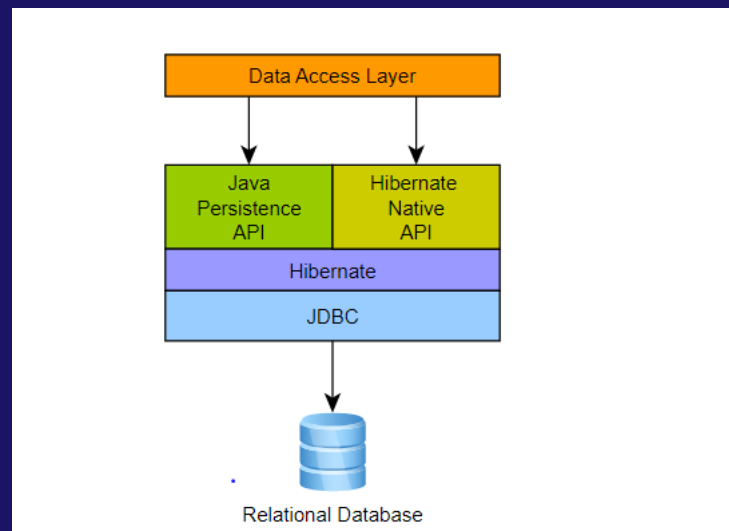 Data Access Layer
Java
Persistence
API
Hibernate
Native
API
Hibernate
JDBC
Relational Database